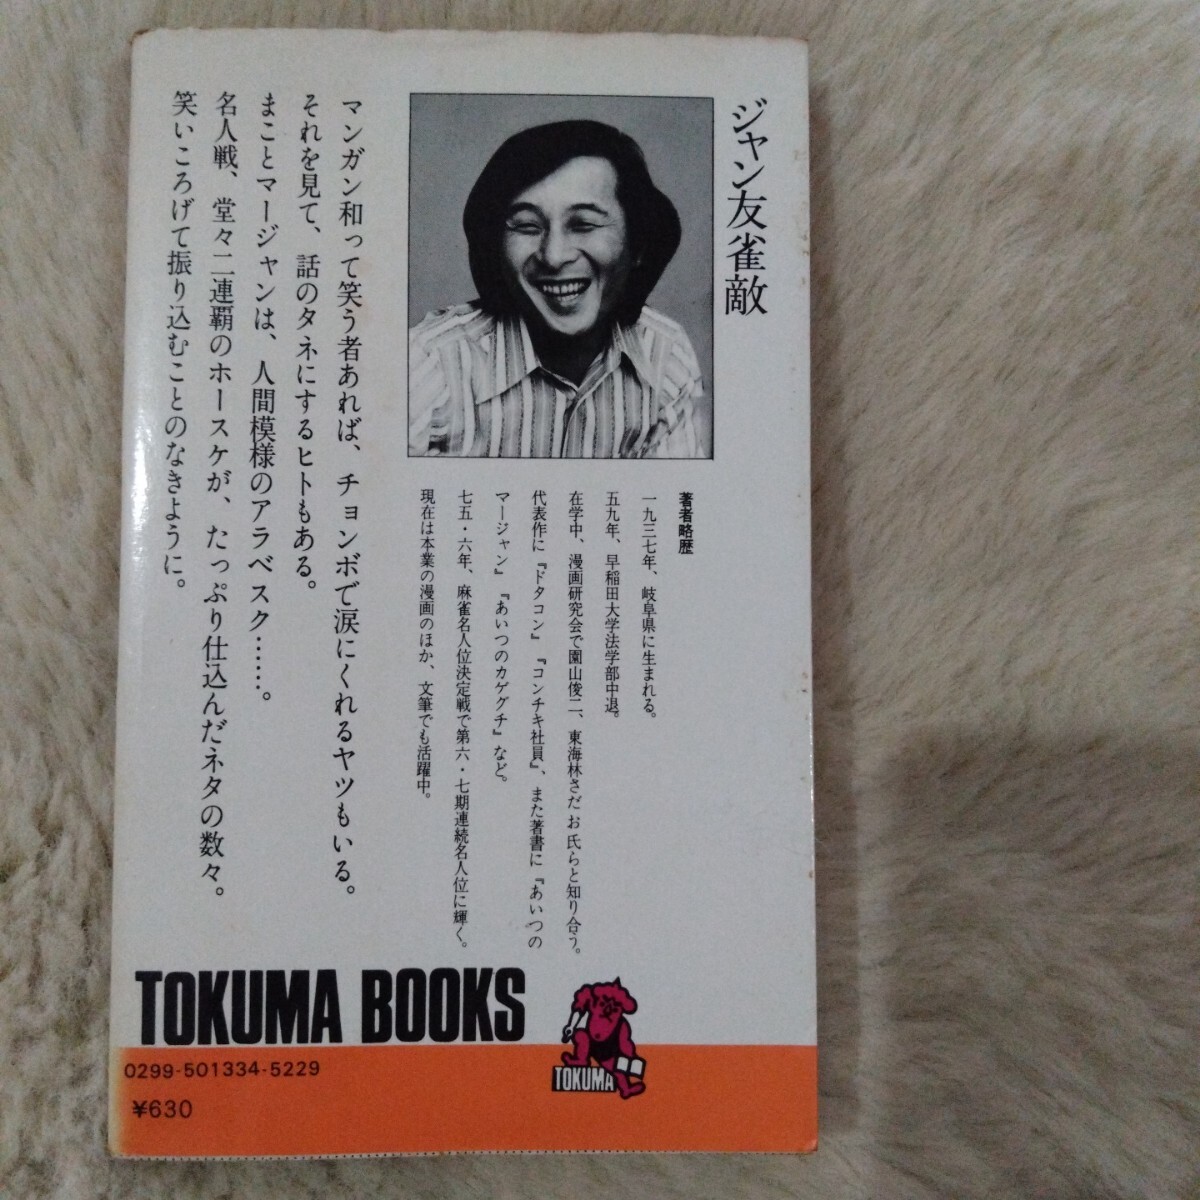 ジャン友雀敵
著者略歴
一九三七年、岐阜県に生まれる。
五九年、早稲田大学法学部中退。
在学中、漫画研究会で園山俊二、東海林さだお氏らと知り合う。
代表作に『ドタコン』『コンチキ社員』、また著書に『あいつの
マージャン』『あいつのカゲグチ』など。
七五・六年、麻雀名人位決定戦で第六・七期連続名人位に輝く。
現在は本業の漫画のほか、文筆でも活躍中。
マンガン和って笑う者あれば、チョンボで涙にくれるヤツもいる。
それを見て、話のタネにするヒトもある。
まことマージャンは、人間模様のアラベスク……。
名人戦、堂々二連覇のホースケが、たっぷり仕込んだネタの数々。
笑いころげて振り込むことのなきように。
TOKUMA BOOKS
TOKUMA
0299-501334-5229
¥630